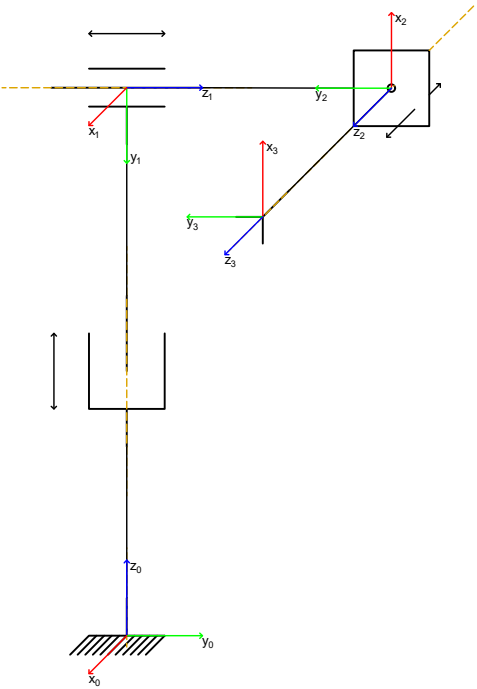 x₂
z₁
y₂
x₁
z₂
x₃
y₁
y₃
z₃
z₀
y₀
x₀